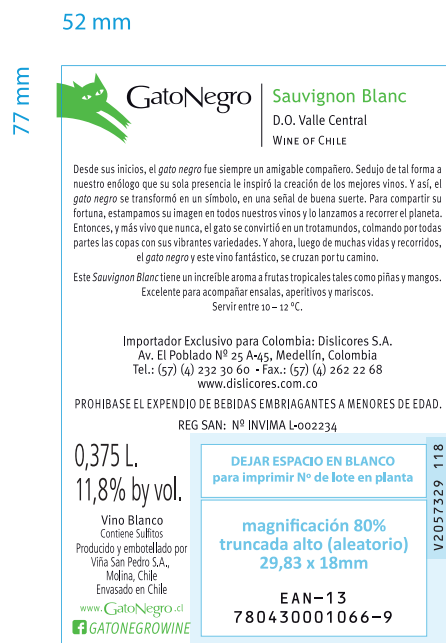 52 mm
77 mm
GatoNegro
Sauvignon Blanc
D.O. Valle Central
WINE OF CHILE
Desde sus inicios, el gato negro fue siempre un amigable compañero. Sedujo de tal forma a
nuestro enólogo que su sola presencia le inspiró la creación de los mejores vinos. Y así, el
gato negro se transformó en un símbolo, en una señal de buena suerte. Para compartir su
fortuna, estampamos su imagen en todos nuestros vinos y lo lanzamos a recorrer el planeta.
Entonces, y más vivo que nunca, el gato se convirtió en un trotamundos, colmando por todas
partes las copas con sus vibrantes variedades. Y ahora, luego de muchas vidas y recorridos,
el gato negro y este vino fantástico, se cruzan por tu camino.
Este Sauvignon Blanc tiene un increíble aroma a frutas tropicales tales como piñas y mangos.
Excelente para acompañar ensalas, aperitivos y mariscos.
Servir entre 10 – 12 °C.
Importador Exclusivo para Colombia: Dislicores S.A.
Av. El Poblado Nº 25 A-45, Medellín, Colombia
Tel.: (57) (4) 232 30 60 - Fax.: (57) (4) 262 22 68
www.dislicores.com.co
PROHIBASE EL EXPENDIO DE BEBIDAS EMBRIAGANTES A MENORES DE EDAD.
REG SAN: Nº INVIMA L-002234
0,375 L.
11,8% by vol.
Vino Blanco
Contiene Sulfitos
Producido y embotellado por
Viña San Pedro S.A.,
Molina, Chile
Envasado en Chile
www.GatoNegro.cl
GATONEGROWINE
DEJAR ESPACIO EN BLANCO
para imprimir Nº de lote en planta
magnificación 80%
truncada alto (aleatorio)
29,83 x 18mm
EAN-13
780430001066-9
V2057329 118